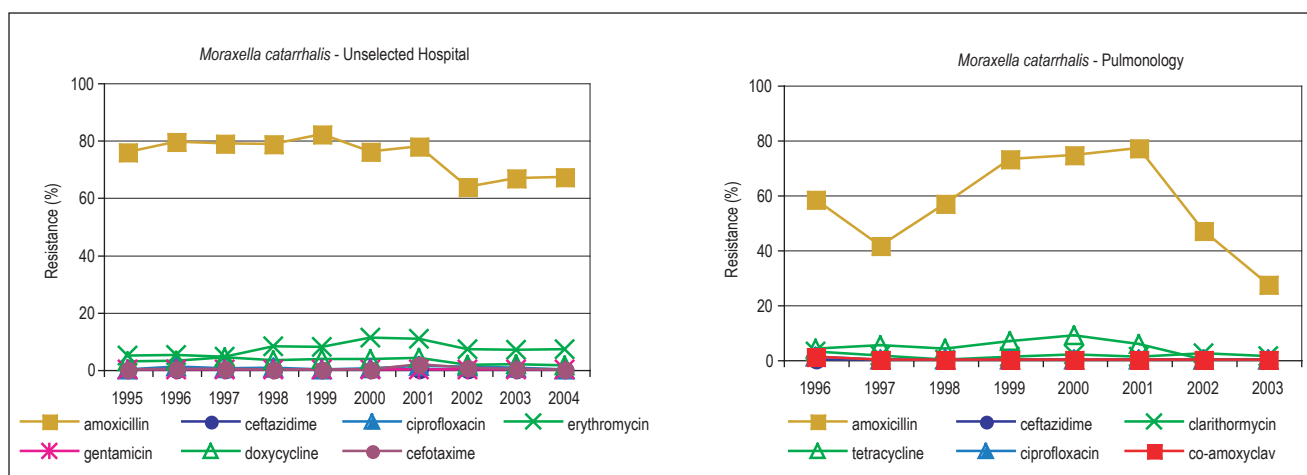 Moraxella catarrhalis - Unselected Hospital
100
80
60
40
20
0
Resistance (%)
1995 1996 1997 1998 1999 2000 2001 2002 2003 2004
amoxicillin ceftazidime ciprofloxacin erythromycin
gentamicin doxycycline cefotaxime
Moraxella catarrhalis - Pulmonology
100
80
60
40
20
0
Resistance (%)
1996 1997 1998 1999 2000 2001 2002 2003
amoxicillin ceftazidime clarithormycin
tetracycline ciprofloxacin co-amoxyclav